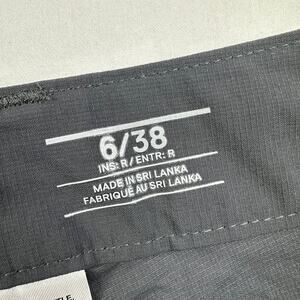 6/38
INS: R / ENTR: R
MADE IN SRI LANKA
FABRIQUÉ AU SRI LANKA